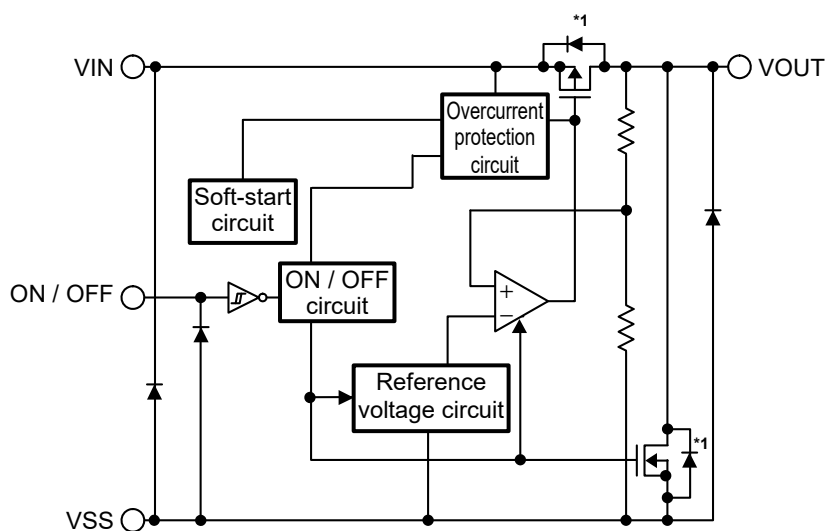 *1
VIN
VOUT
Overcurrent
protection
circuit
Soft-start
circuit
ON / OFF
ON / OFF
circuit
+
−
Reference
voltage circuit
*1
VSS